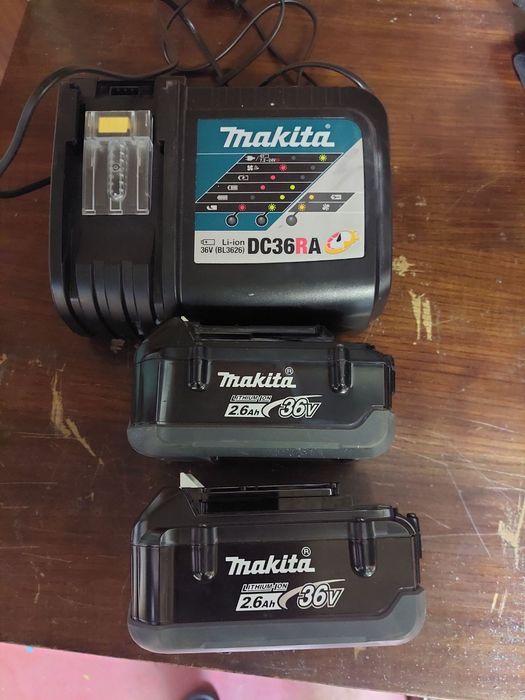 makita
Li-ion
36V (BL3626)
DC36RA
makita®
LITHIUM-ION
2.6Ah 36V
makita®
LITHIUM-ION
2.6Ah 36V